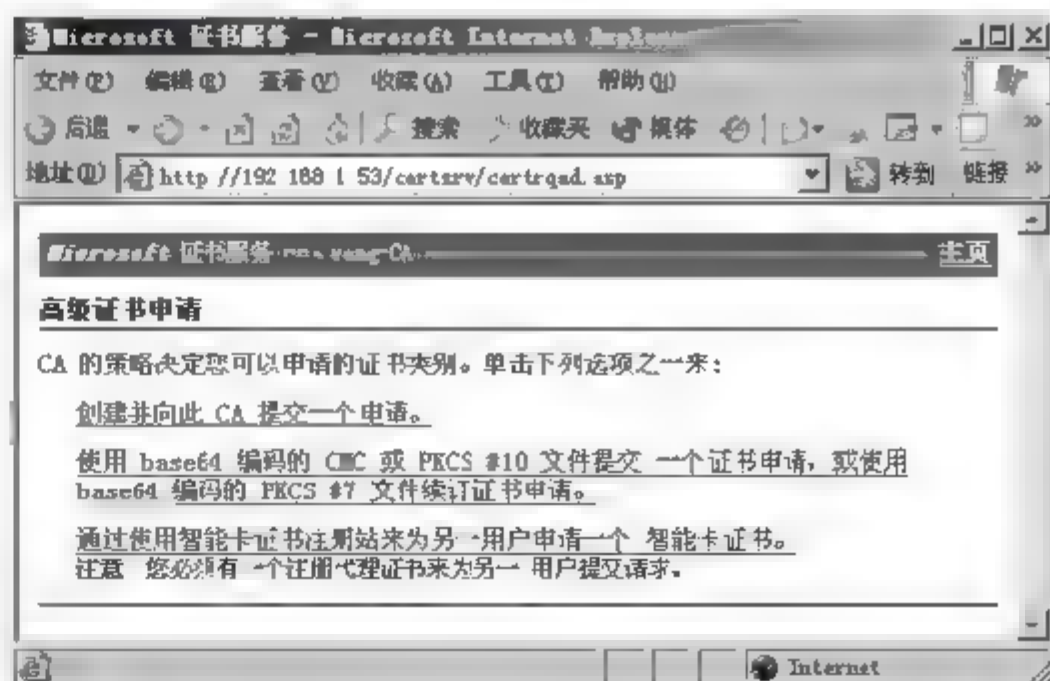 Microsoft 证书服务 - Microsoft Internet Explorer
文件(F) 编辑(E) 查看(V) 收藏(A) 工具(T) 帮助(H)
后退 搜索 收藏夹 媒体
地址(D) http //192 168 1 53/certsrv/certrqad.asp 转到 链接
Microsoft 证书服务 -- yang-CA 主页
高级证书申请
CA 的策略决定您可以申请的证书类别。单击下列选项之一来:
创建并向此 CA 提交一个申请。
使用 base64 编码的 CMC 或 PKCS #10 文件提交 一个证书申请, 或使用
base64 编码的 PKCS #7 文件续订证书申请。
通过使用智能卡证书注册站来为另一用户申请一个 智能卡证书。
注意 您必须有一个注册代理证书来为另一 用户提交请求。
Internet